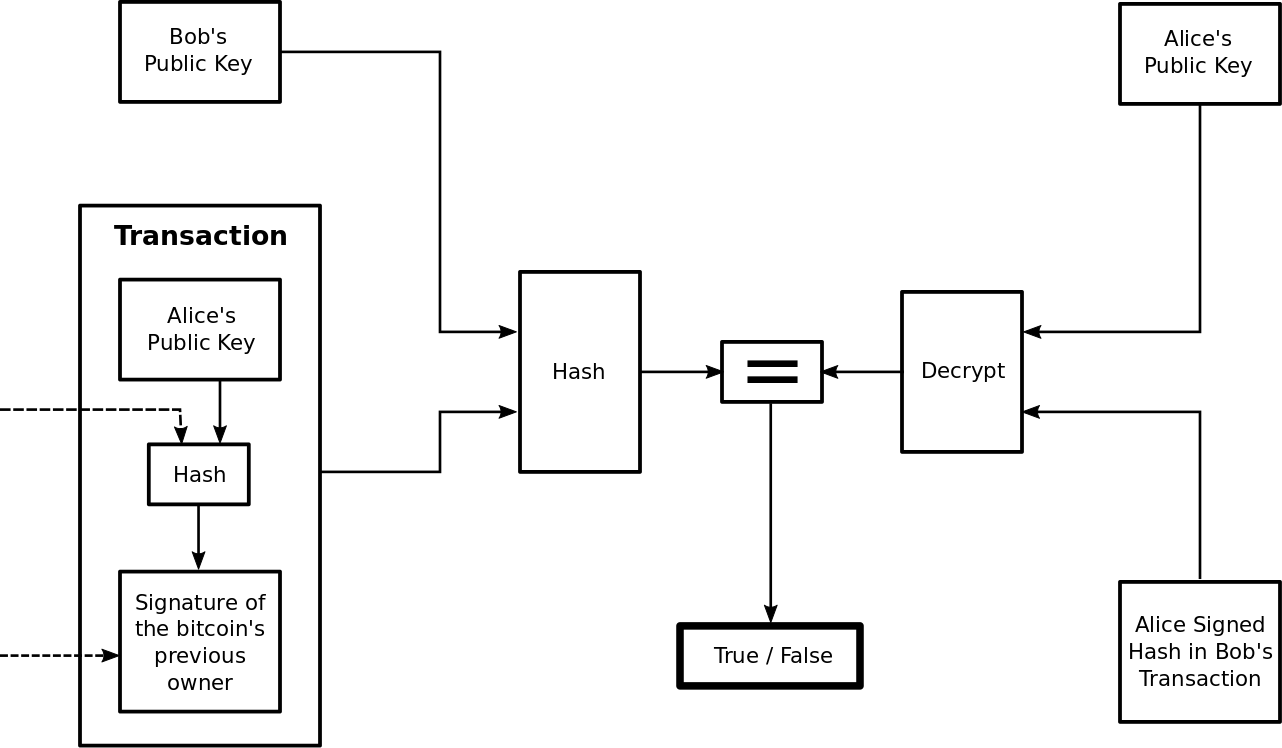 Bob's
Public Key
Alice's
Public Key
Transaction
Alice's
Public Key
Hash
Signature of
the bitcoin's
previous
owner
Hash
=
Decrypt
True / False
Alice Signed
Hash in Bob's
Transaction